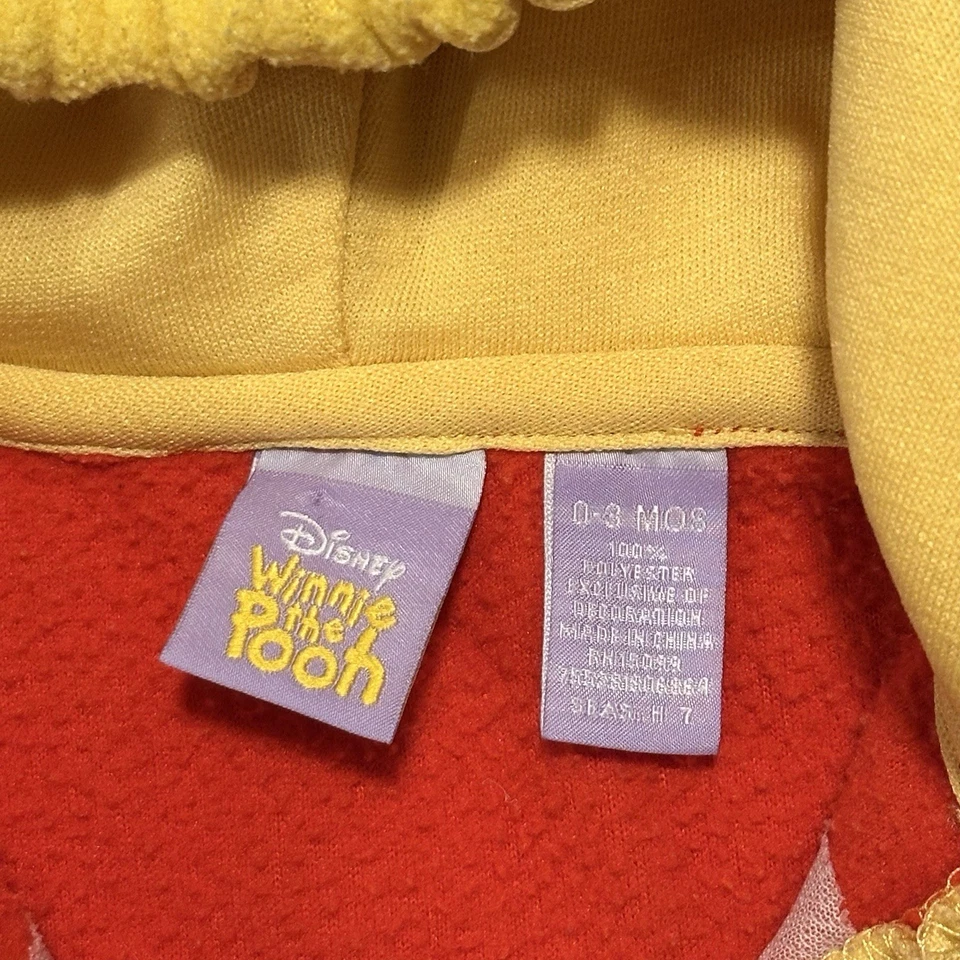 Disney
Winnie
the
Pooh
0-3 MOS
100%
POLYESTER
EXCLUSIVE OF
DECORATION
MADE IN CHINA